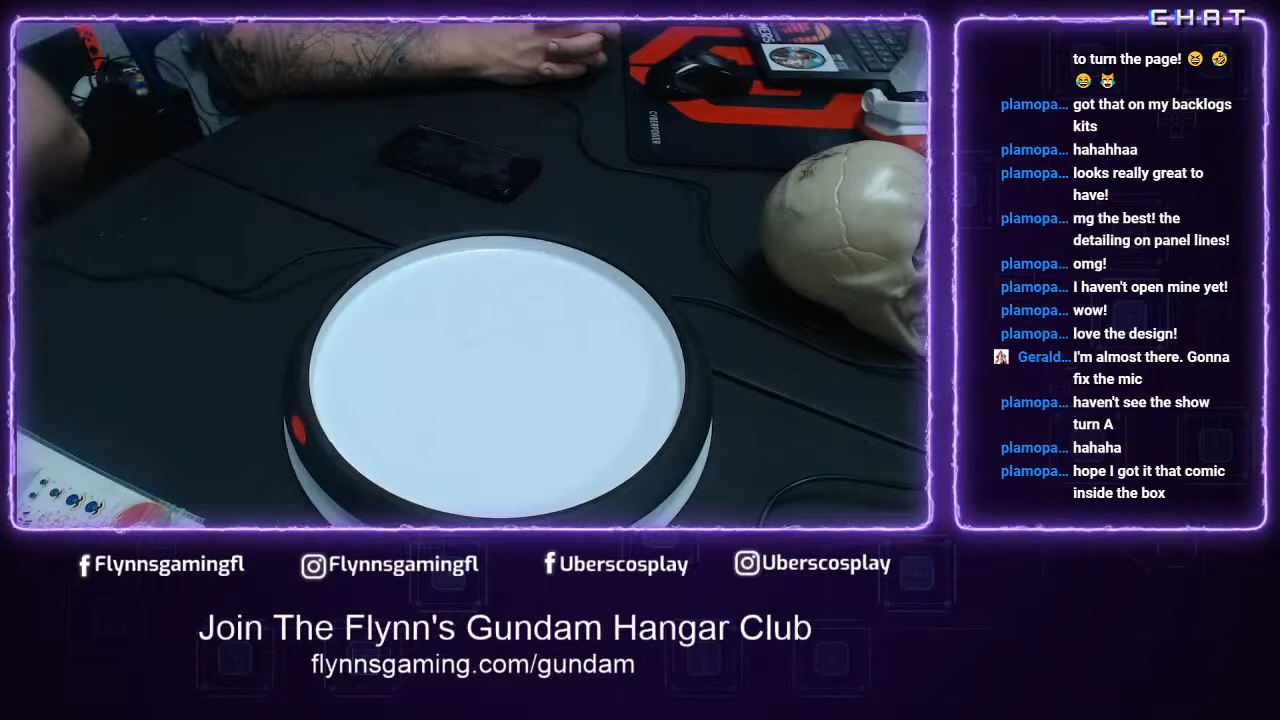 CHAT
to turn the page! 😆 🤣
😂 😹
plamopa... got that on my backlogs
kits
plamopa... hahahhaa
plamopa... looks really great to
have!
plamopa... mg the best! the
detailing on panel lines!
plamopa... omg!
plamopa... I haven't open mine yet!
plamopa... wow!
plamopa... love the design!
Gerald... I'm almost there. Gonna
fix the mic
plamopa... haven't see the show
turn A
plamopa... hahaha
plamopa... hope I got it that comic
inside the box
CYBERPOWER
Flynnsgamingfl Flynnsgamingfl Uberscosplay Uberscosplay
Join The Flynn's Gundam Hangar Club
flynnsgaming.com/gundam